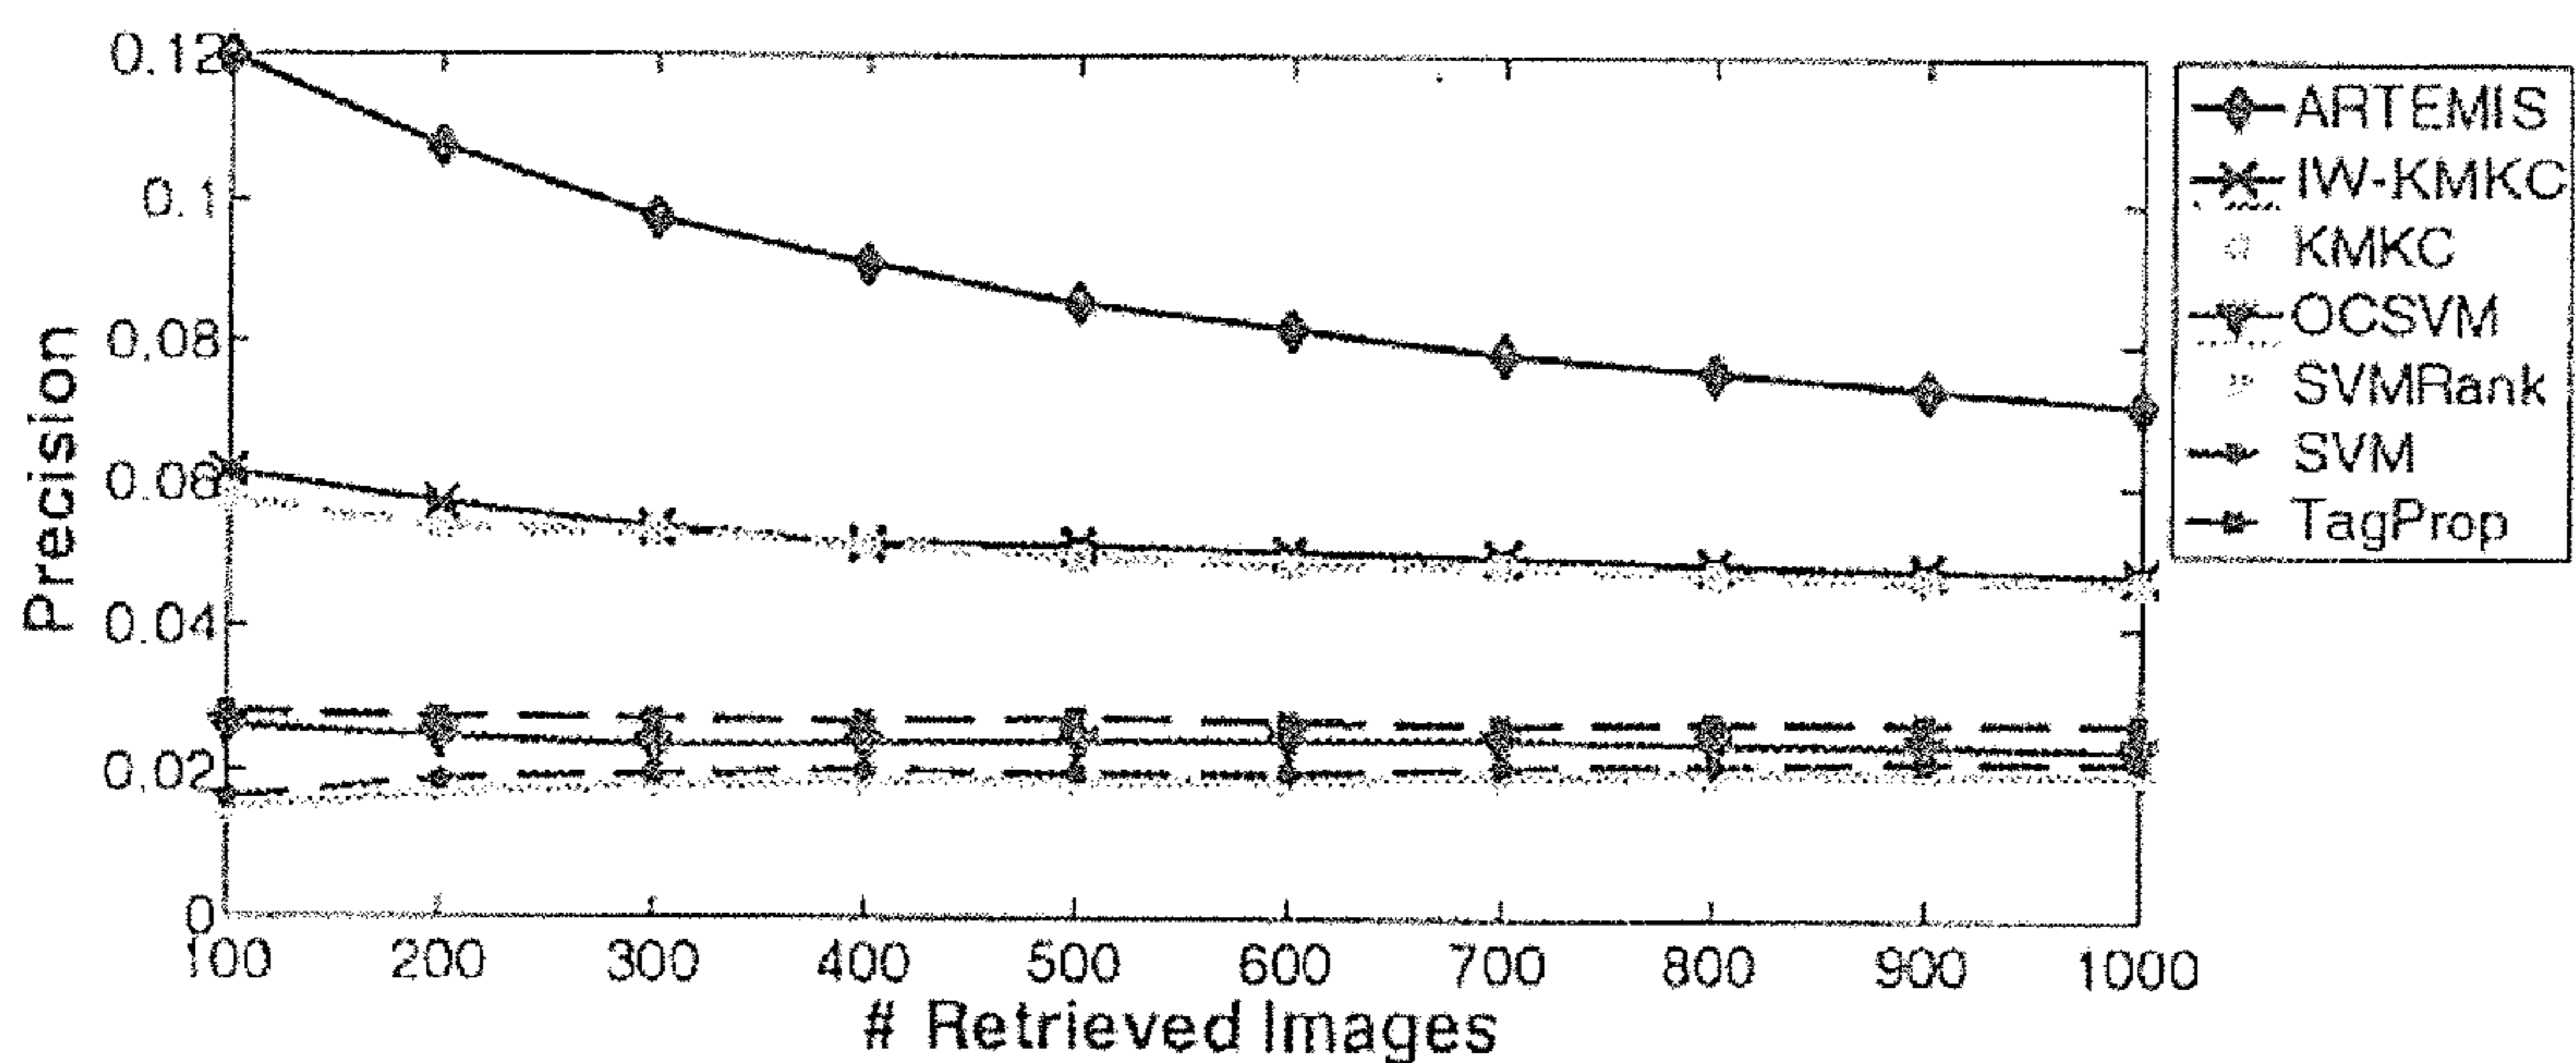 Precision
0.12
0.1
0.08
0.06
0.04
0.02
0
100 200 300 400 500 600 700 800 900 1000
# Retrieved Images
ARTEMIS
IW-KMKC
KMKC
OCSVM
SVMRank
SVM
TagProp